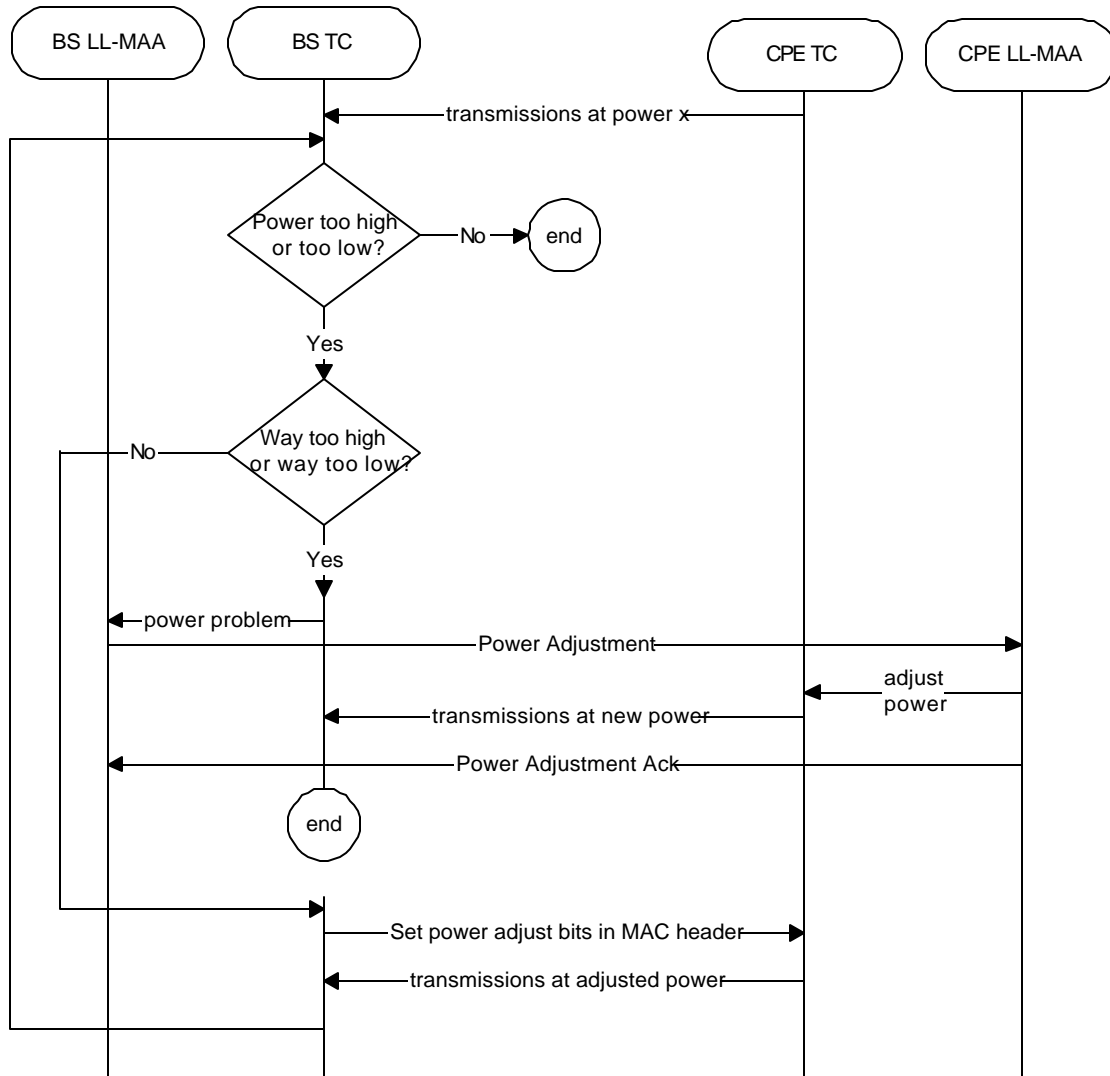 BS LL-MAA
BS TC
CPE TC
CPE LL-MAA
transmissions at power x
Power too high
or too low?
No
end
Yes
Way too high
or way too low?
No
Yes
power problem
Power Adjustment
adjust
power
transmissions at new power
Power Adjustment Ack
end
Set power adjust bits in MAC header
transmissions at adjusted power